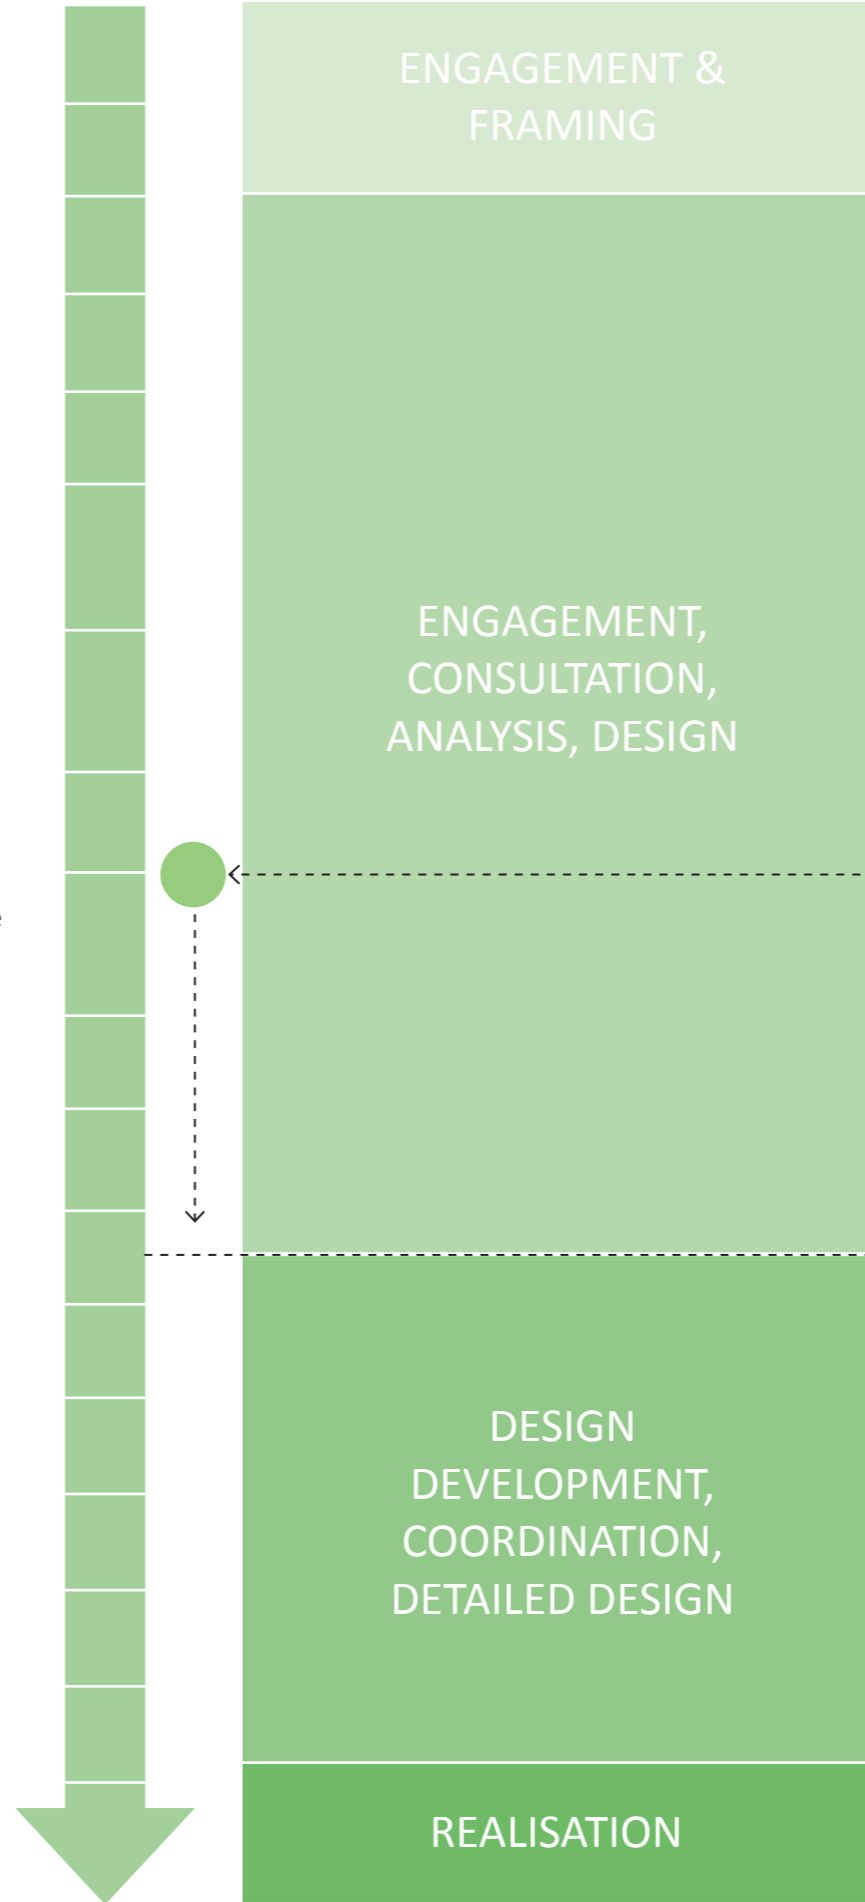 ENGAGEMENT &
FRAMING
ENGAGEMENT,
CONSULTATION,
ANALYSIS, DESIGN
DESIGN
DEVELOPMENT,
COORDINATION,
DETAILED DESIGN
REALISATION